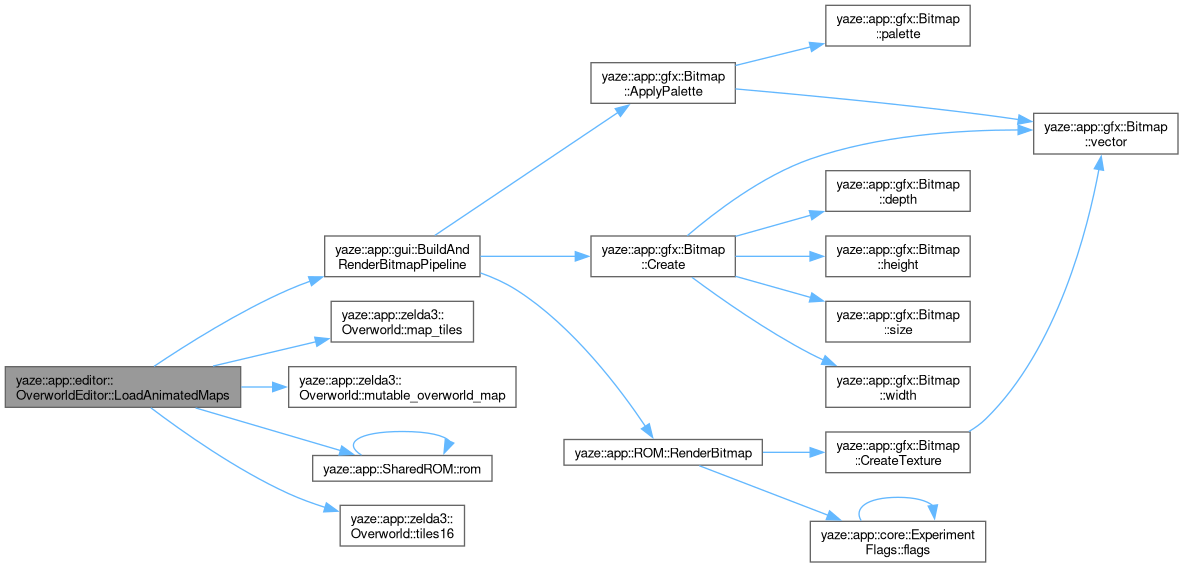 yaze::app::gfx::Bitmap
::palette
yaze::app::gfx::Bitmap
::ApplyPalette
yaze::app::gfx::Bitmap
::vector
yaze::app::gfx::Bitmap
::depth
yaze::app::gui::BuildAnd
RenderBitmapPipeline
yaze::app::gfx::Bitmap
::Create
yaze::app::gfx::Bitmap
::height
yaze::app::zelda3::
Overworld::map_tiles
yaze::app::gfx::Bitmap
::size
yaze::app::editor::
OverworldEditor::LoadAnimatedMaps
yaze::app::zelda3::
Overworld::mutable_overworld_map
yaze::app::gfx::Bitmap
::width
yaze::app::SharedROM::rom
yaze::app::ROM::RenderBitmap
yaze::app::gfx::Bitmap
::CreateTexture
yaze::app::zelda3::
Overworld::tiles16
yaze::app::core::Experiment
Flags::flags